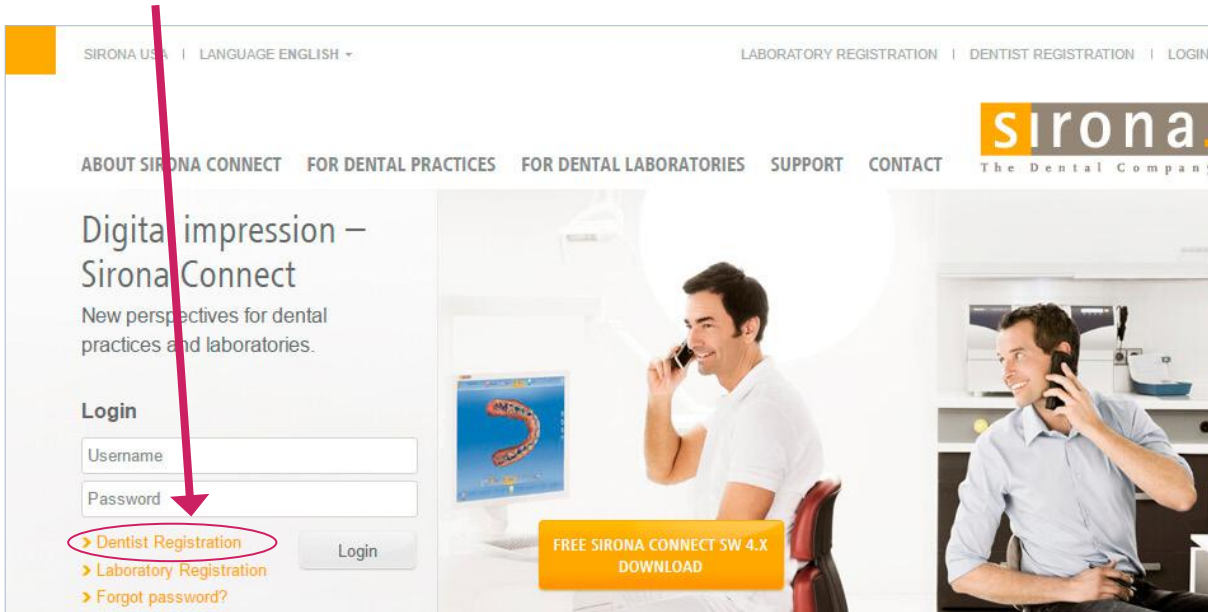 SIRONA USA | LANGUAGE ENGLISH
LABORATORY REGISTRATION | DENTIST REGISTRATION | LOGIN
sirona.
The Dental Company
ABOUT SIRONA CONNECT FOR DENTAL PRACTICES FOR DENTAL LABORATORIES SUPPORT CONTACT
Digital impression –
Sirona Connect
New perspectives for dental
practices and laboratories.
Login
Username
Password
> Dentist Registration
Login
> Laboratory Registration
> Forgot password?
FREE SIRONA CONNECT SW 4.X
DOWNLOAD